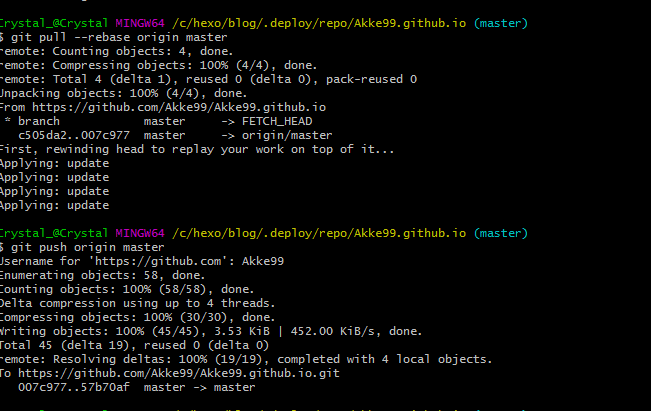 Crystal_@Crystal MINGW64 /c/hexo/blog/.deploy/repo/Akke99.github.io (master)
$ git pull --rebase origin master
remote: Counting objects: 4, done.
remote: Compressing objects: 100% (4/4), done.
remote: Total 4 (delta 1), reused 0 (delta 0), pack-reused 0
Unpacking objects: 100% (4/4), done.
From https://github.com/Akke99/Akke99.github.io
 * branch            master     -> FETCH_HEAD
   c505da2..007c977  master     -> origin/master
First, rewinding head to replay your work on top of it...
Applying: update
Applying: update
Applying: update
Applying: update
Crystal_@Crystal MINGW64 /c/hexo/blog/.deploy/repo/Akke99.github.io (master)
$ git push origin master
Username for 'https://github.com': Akke99
Enumerating objects: 58, done.
Counting objects: 100% (58/58), done.
Delta compression using up to 4 threads.
Compressing objects: 100% (30/30), done.
Writing objects: 100% (45/45), 3.53 KiB | 452.00 KiB/s, done.
Total 45 (delta 19), reused 0 (delta 0)
remote: Resolving deltas: 100% (19/19), completed with 4 local objects.
To https://github.com/Akke99/Akke99.github.io.git
   007c977..57b70af  master -> master